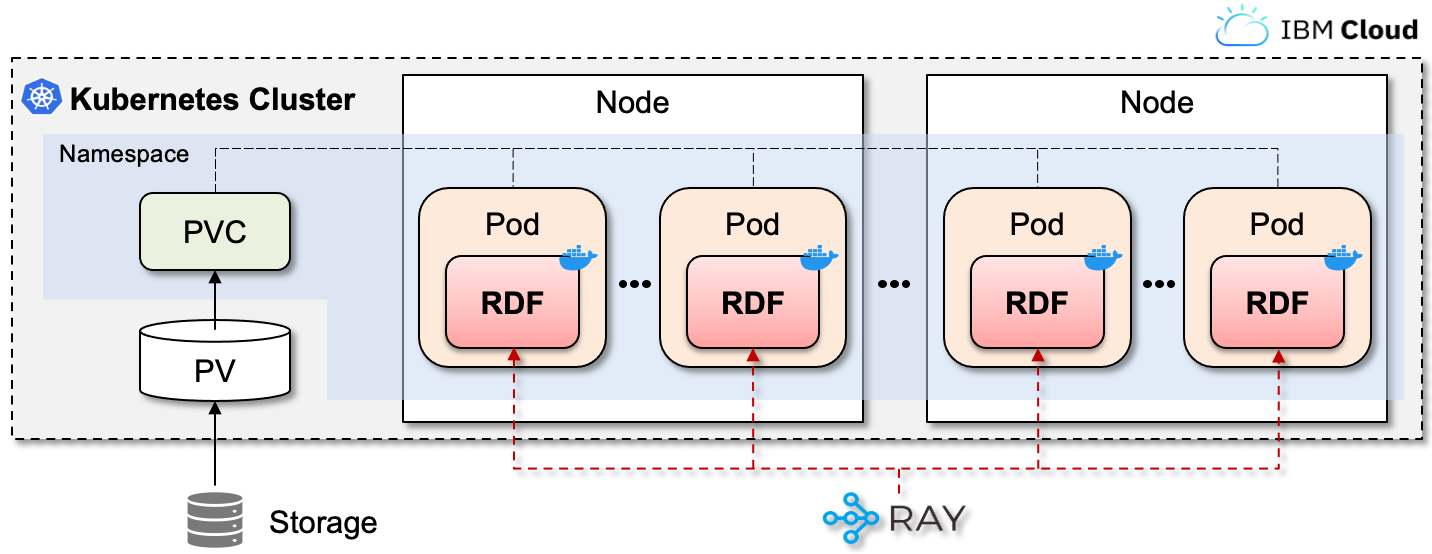 IBM Cloud
Kubernetes Cluster
Node
Node
Namespace
PVC
Pod
Pod
Pod
Pod
RDF
RDF
...
RDF
RDF
...
...
PV
Storage
RAY